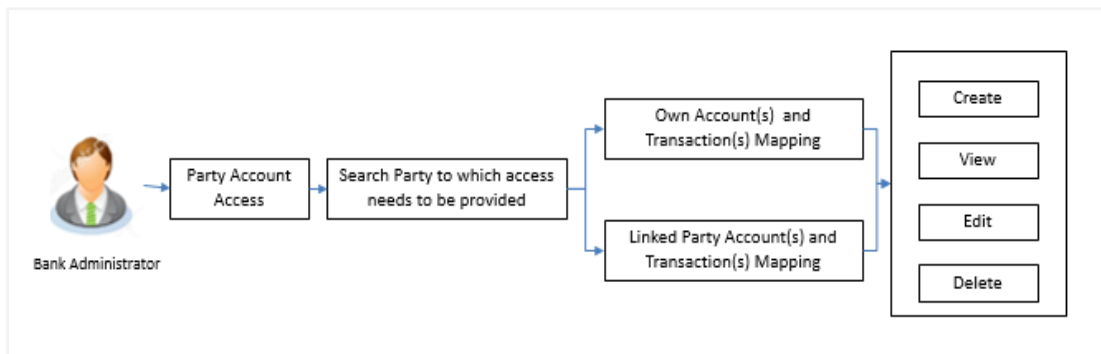 Bank Administrator
Party Account
Access
Search Party to which access
needs to be provided
Own Account(s) and
Transaction(s) Mapping
Linked Party Account(s) and
Transaction(s) Mapping
Create
View
Edit
Delete